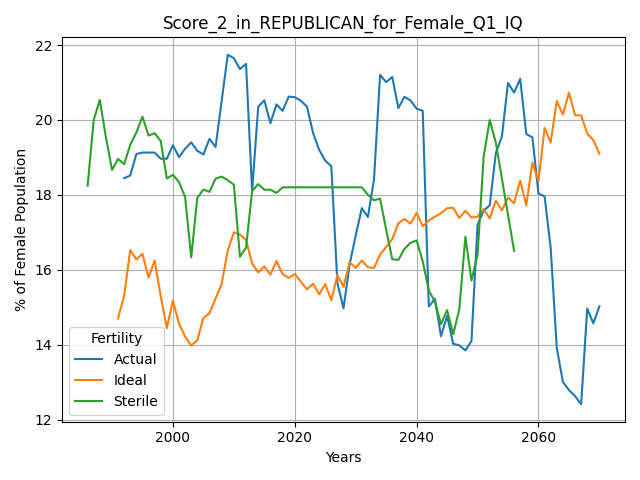 Score_2_in_REPUBLICAN_for_Female_Q1_IQ
% of Female Population
22
20
18
16
14
12
Fertility
Actual
Ideal
Sterile
2000 2020 2040 2060
Years